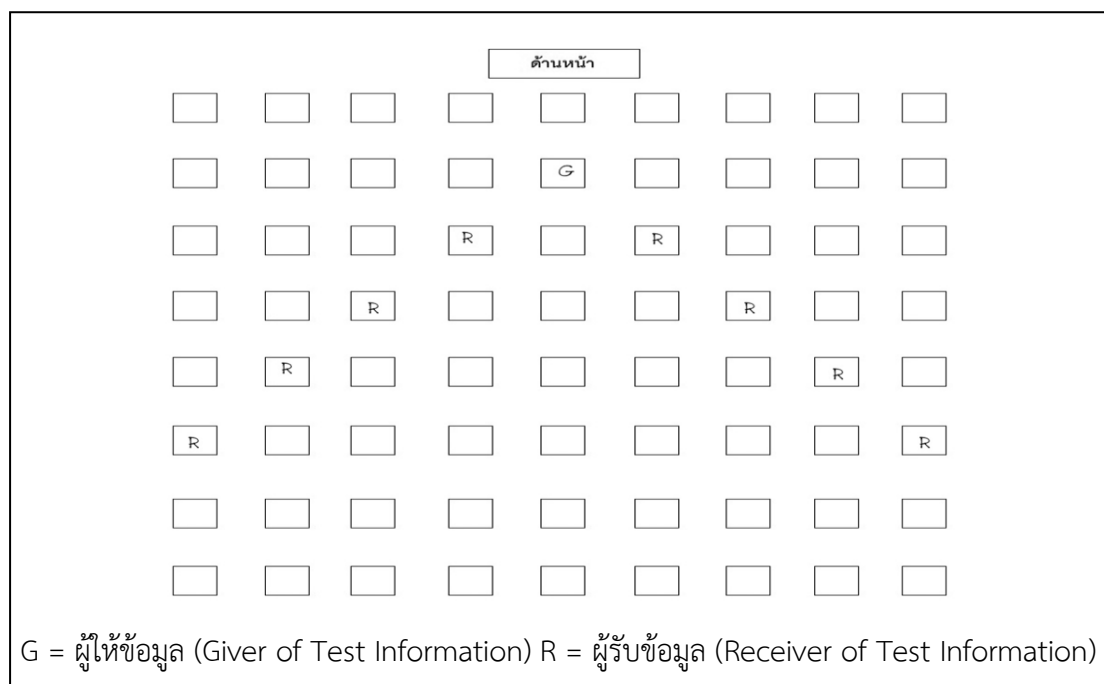 ด้านหน้า
G
R R
R R
R R
R R
G = ผู้ให้ข้อมูล (Giver of Test Information) R = ผู้รับข้อมูล (Receiver of Test Information)